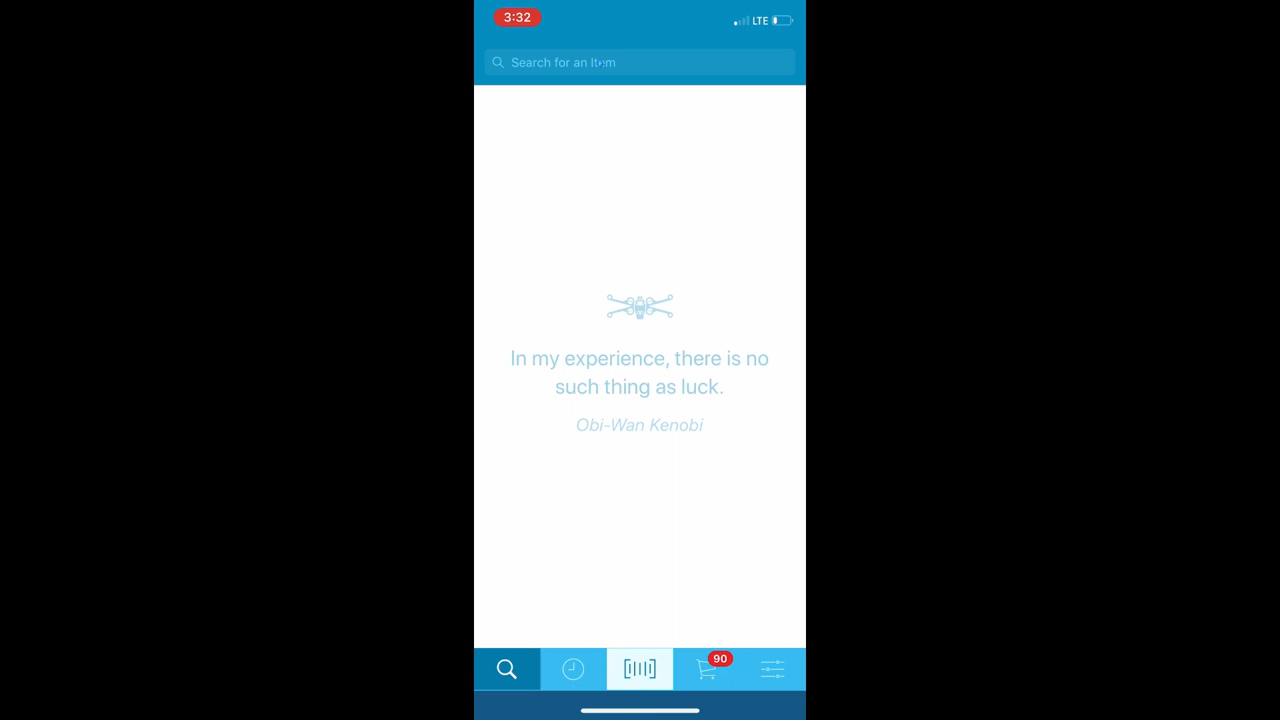 3:32
LTE
Search for an Item
In my experience, there is no
such thing as luck.
Obi-Wan Kenobi
90